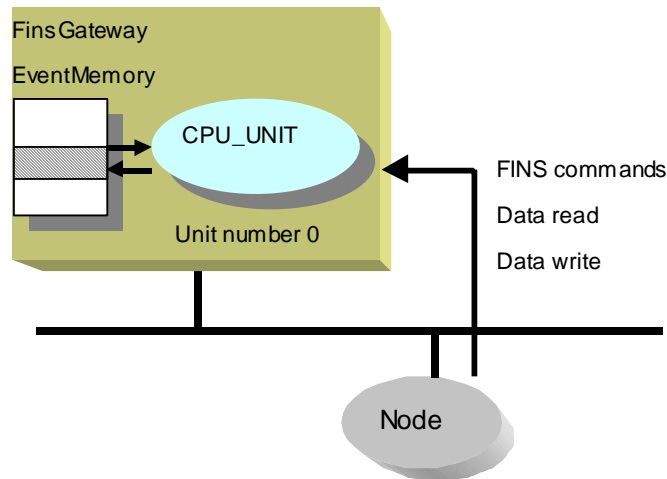 FinsGateway
EventMemory
CPU_UNIT
Unit number 0
FINS commands
Data read
Data write
Node